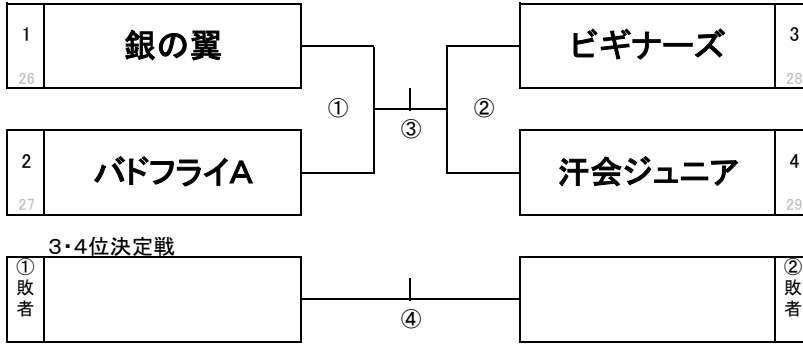 1 銀の翼 ビギナーズ 3
26 28
① ② ③
2 バドフライA 汗会ジュニア 4
27 29
3・4位決定戦
①敗者 ②敗者
④